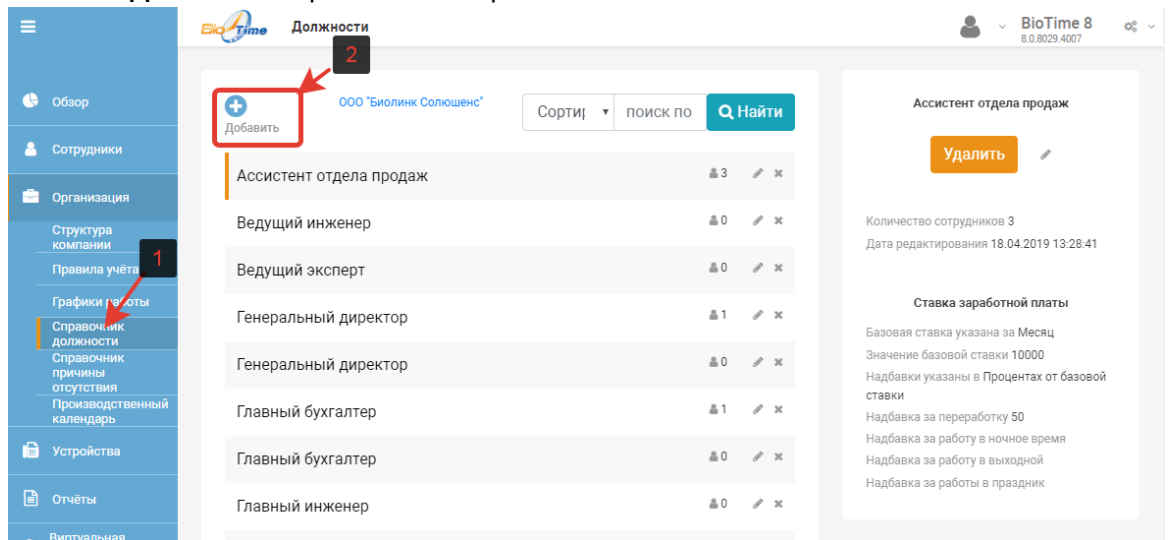 BioTime
Должности
BioTime 8
8.0.8029.4007
2
Обзор
Сотрудники
Организация
Структура
компании
1
Правила учёта
Графики работы
Справочник
должности
Справочник
причины
отсутствия
Производственный
календарь
Устройства
Отчёты
Виртуальная
Добавить
ООО "Биолинк Солюшенс"
поиск по
Найти
Ассистент отдела продаж
3
Ведущий инженер
0
Ведущий эксперт
0
Генеральный директор
1
Генеральный директор
0
Главный бухгалтер
1
Главный бухгалтер
0
Главный инженер
0
Ассистент отдела продаж
Удалить
Количество сотрудников 3
Дата редактирования 18.04.2019 13:28:41
Ставка заработной платы
Базовая ставка указана за Месяц
Значение базовой ставки 10000
Надбавки указаны в Процентах от базовой
ставки
Надбавка за переработку 50
Надбавка за работу в ночное время
Надбавка за работу в выходной
Надбавка за работы в праздник